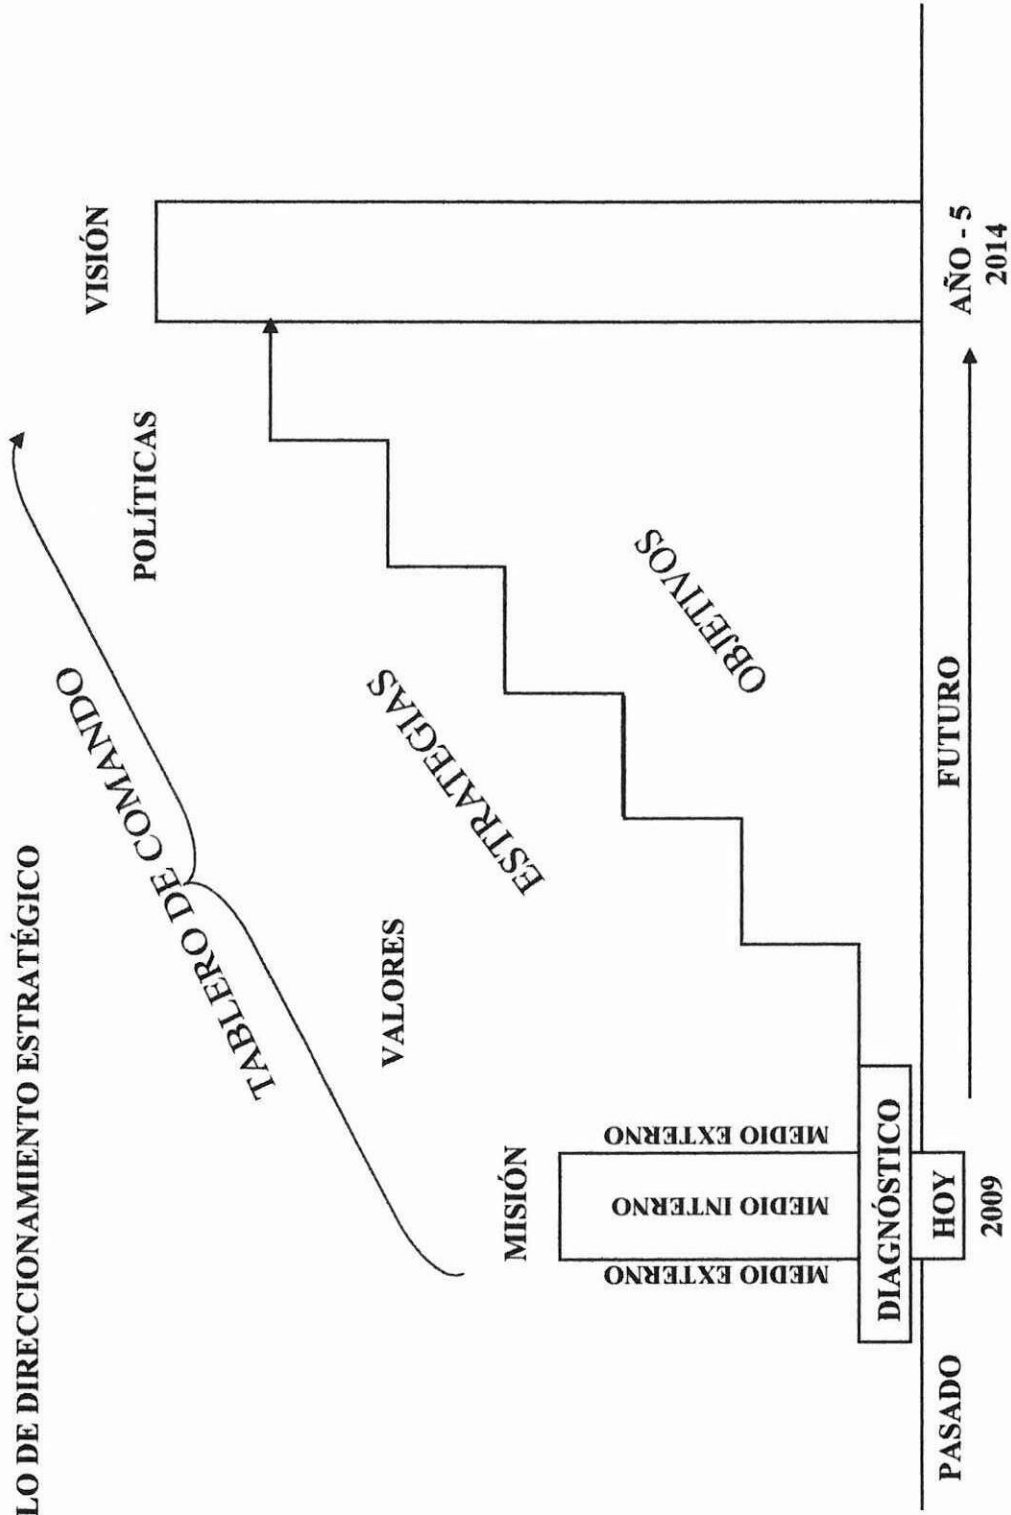 LO DE DIRECCIONAMIENTO ESTRATÉGICO
TABLERO DE COMANDO
VISIÓN
POLÍTICAS
ESTRATEGIAS
VALORES
OBJETIVOS
MISIÓN
MEDIO EXTERNO
MEDIO INTERNO
MEDIO EXTERNO
DIAGNÓSTICO
PASADO
HOY
2009
FUTURO
AÑO - 5
2014